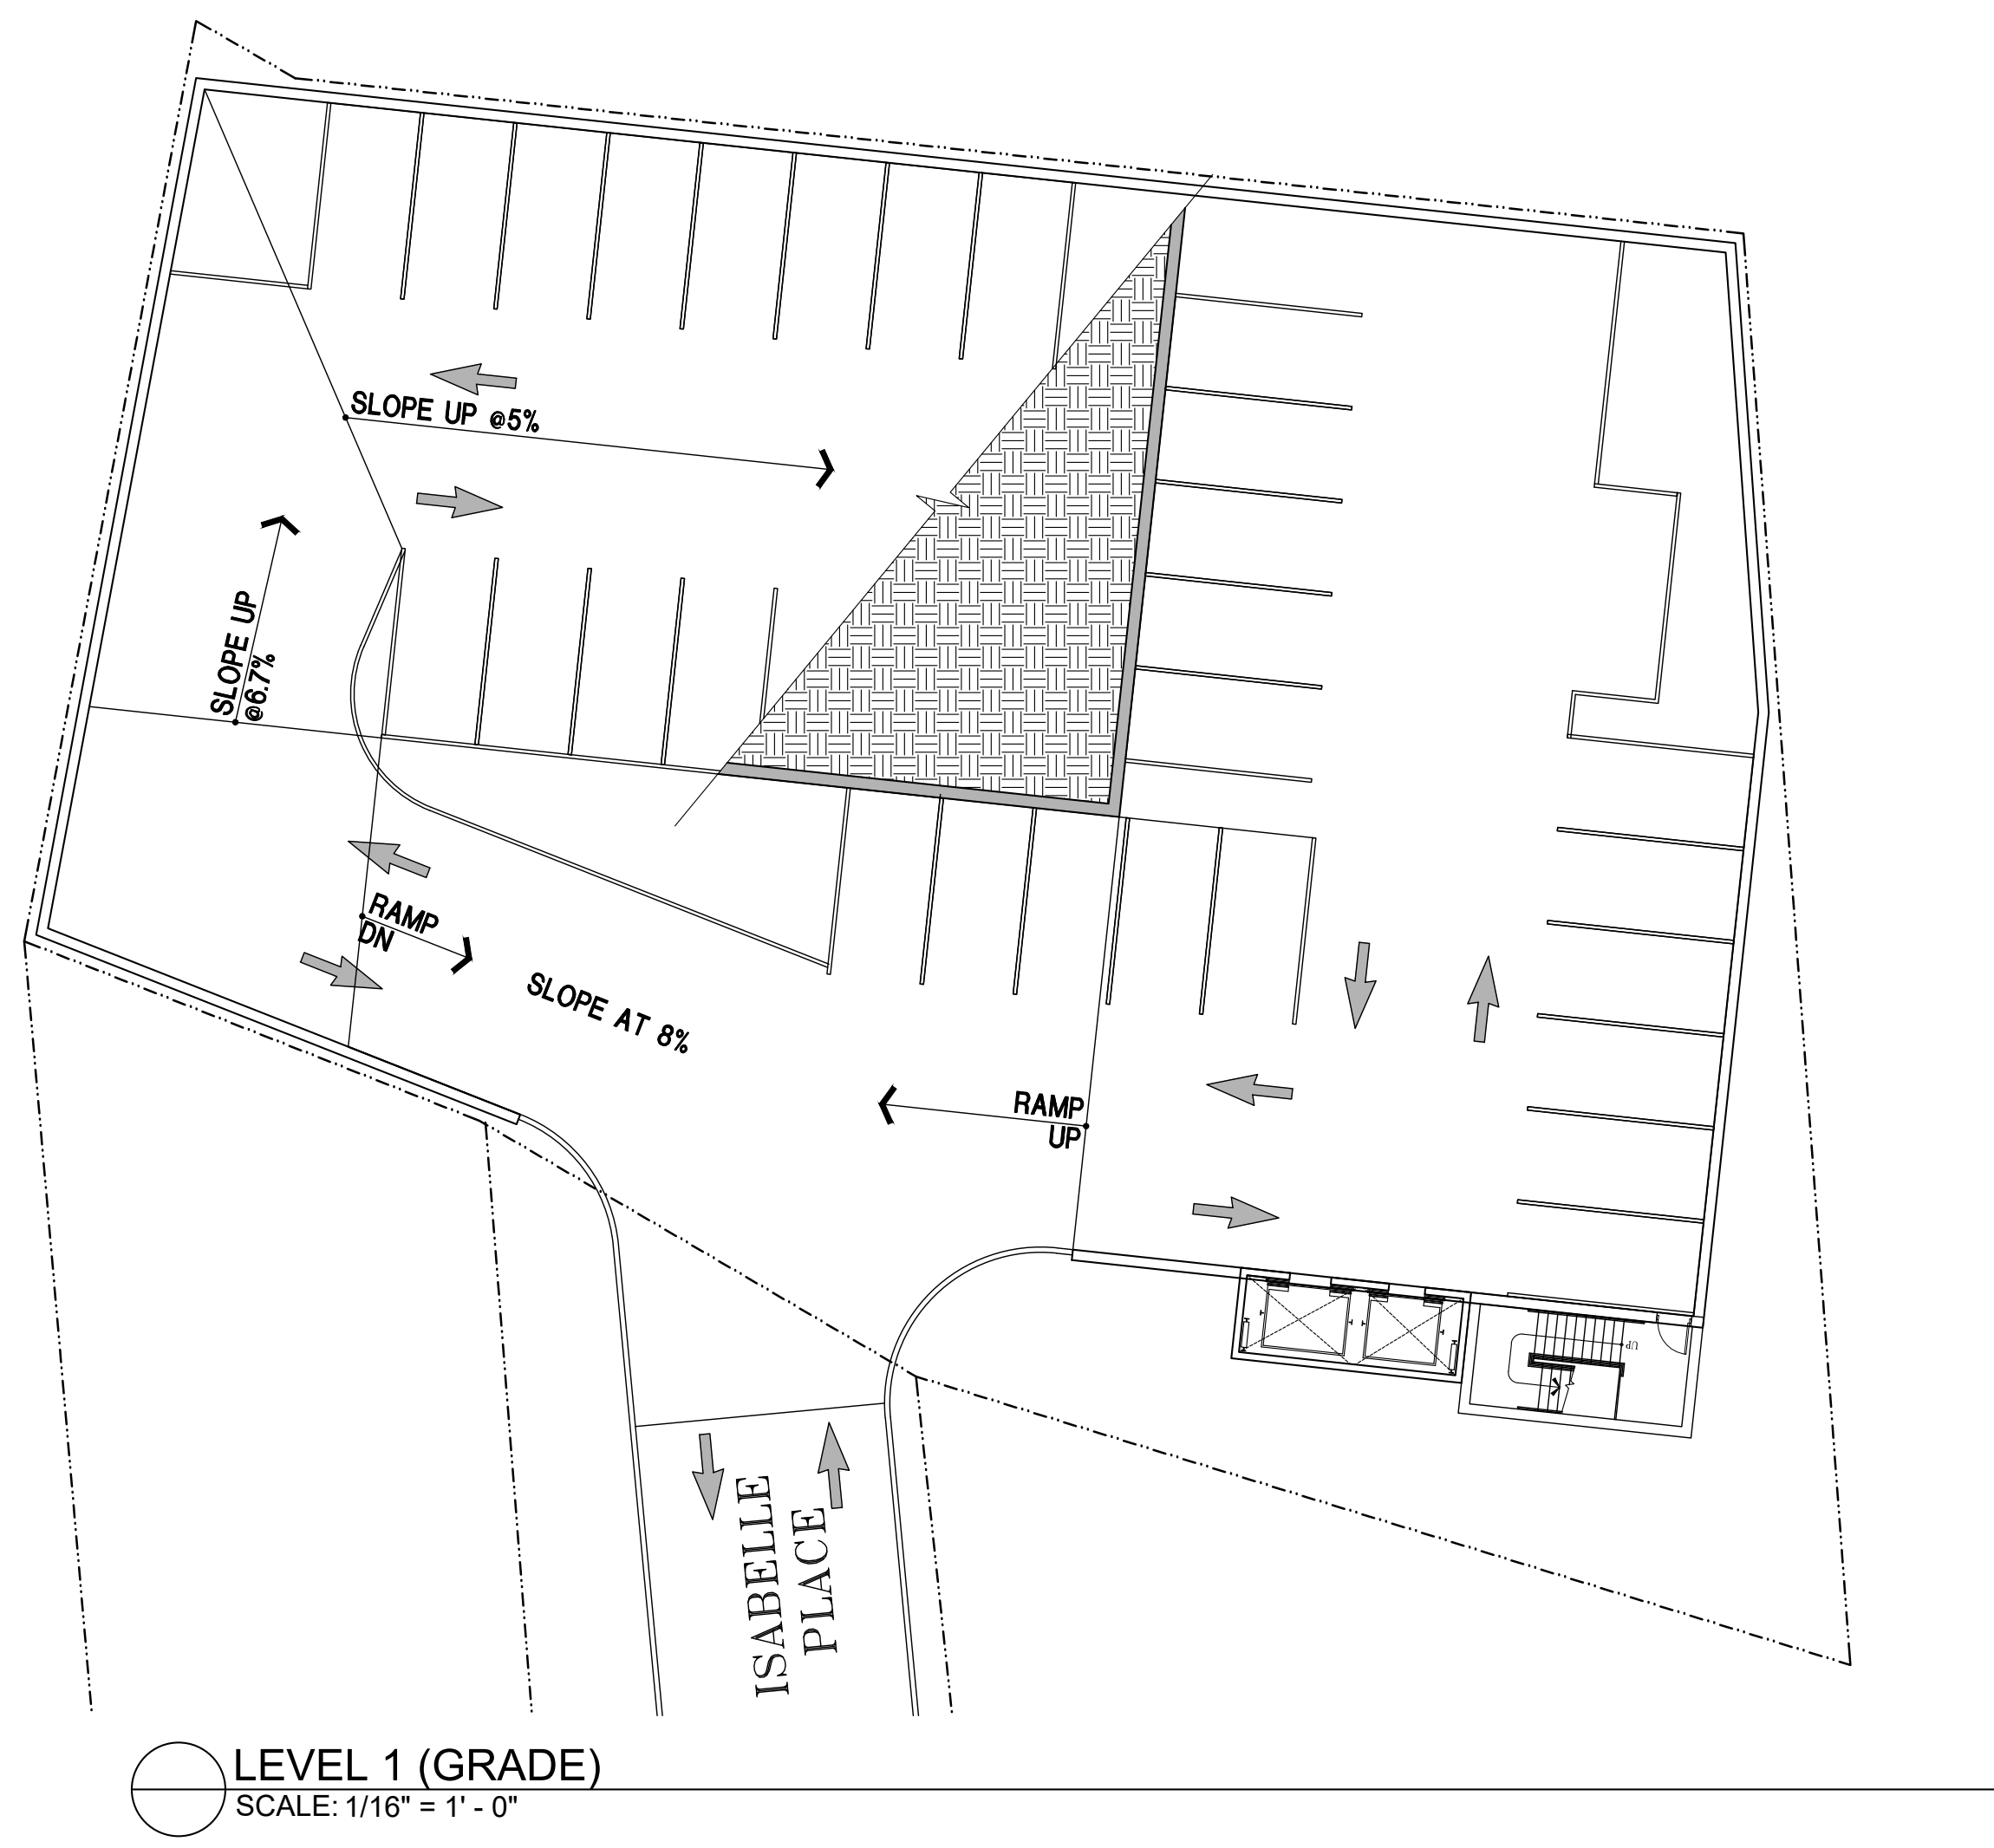 SLOPE UP @5%
SLOPE UP
@6.7%
RAMP
DN
SLOPE AT 8%
RAMP
UP
UP
ISABELLE
PLACE
LEVEL 1 (GRADE)
SCALE: 1/16" = 1' - 0"